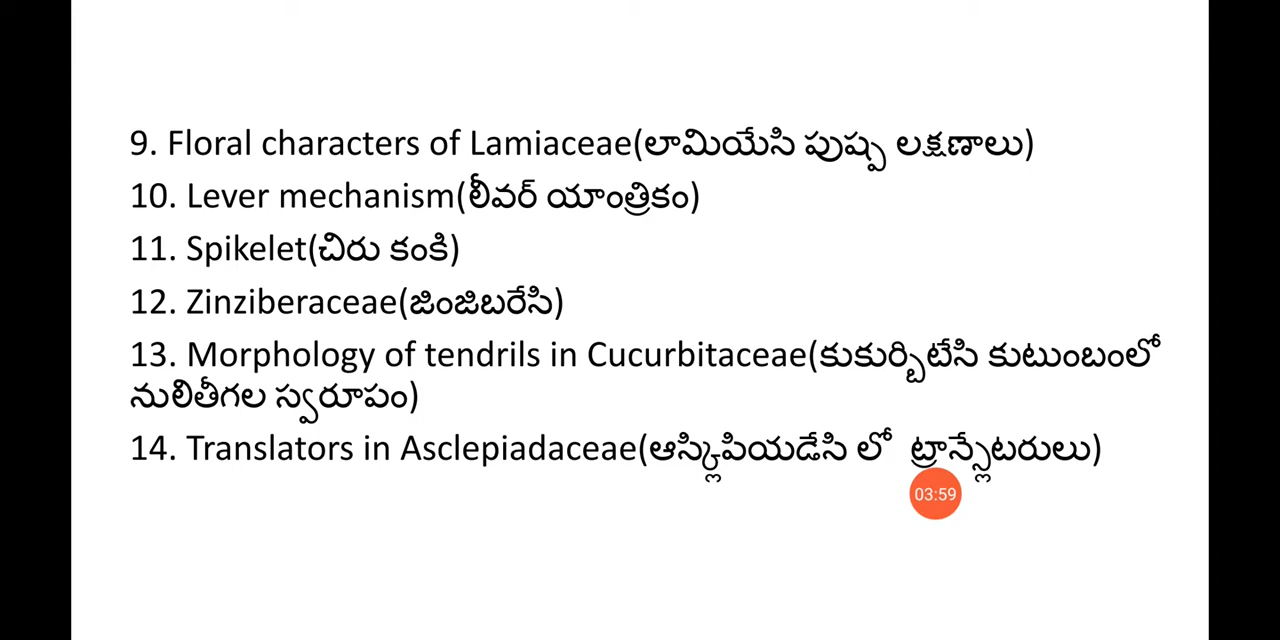 9. Floral characters of Lamiaceae(లామియేసి పుష్ప లక్షణాలు)
10. Lever mechanism(లీవర్ యాంత్రికం)
11. Spikelet(చిరు కంకి)
12. Zinziberaceae(జింజిబరేసి)
13. Morphology of tendrils in Cucurbitaceae(కుకుర్బిటేసి కుటుంబంలో
నులితీగల స్వరూపం)
14. Translators in Asclepiadaceae(ఆస్క్లిపియడేసి లో ట్రాన్స్లేటరులు)
03:59